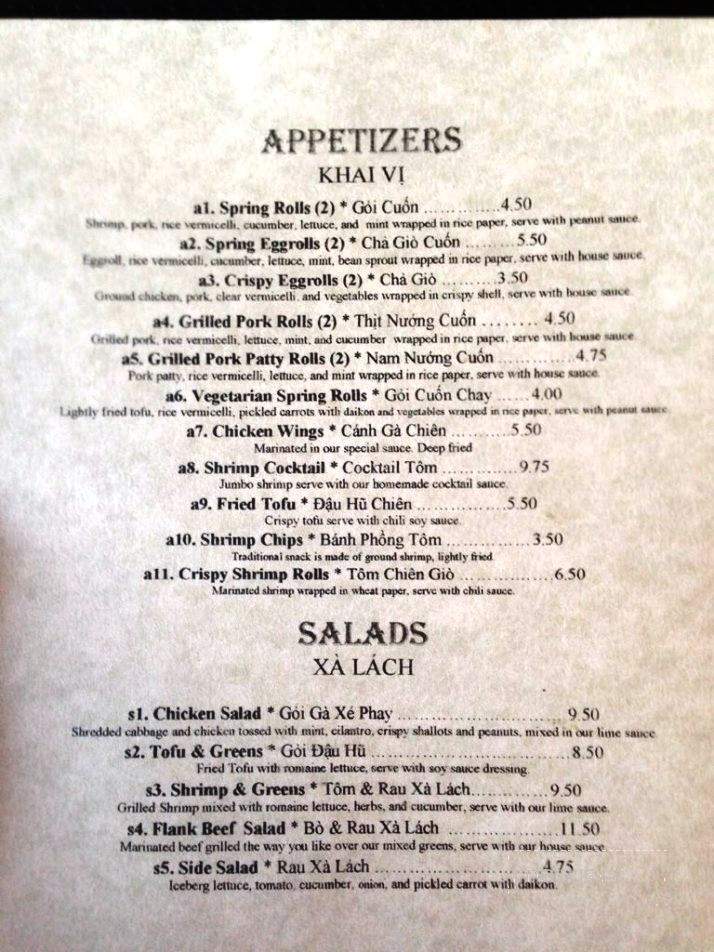 APPETIZERS
KHAI VỊ
a1. Spring Rolls (2) * Gỏi Cuốn ...............4.50
Shrimp, pork, rice vermicelli, cucumber, lettuce, and mint wrapped in rice paper, serve with peanut sauce.
a2. Spring Eggrolls (2) * Chả Giò Cuốn ..........5.50
Eggroll, rice vermicelli, cucumber, lettuce, mint, bean sprout wrapped in rice paper, serve with house sauce.
a3. Crispy Eggrolls (2) * Chả Giò ...........3.50
Ground chicken, pork, clear vermicelli, and vegetables wrapped in crispy shell, serve with house sauce
a4. Grilled Pork Rolls (2) * Thịt Nướng Cuốn ........ 4.50
Grilled pork, rice vermicelli, lettuce, mint, and cucumber wrapped in rice paper, serve with house sauce
a5. Grilled Pork Patty Rolls (2) * Nam Nướng Cuốn ...............4.75
Pork patty, rice vermicelli, lettuce, and mint wrapped in rice paper, serve with house sauce.
a6. Vegetarian Spring Rolls * Gỏi Cuốn Chay ......4.00
Lightly fried tofu, rice vermicelli, pickled carrots with daikon and vegetables wrapped in rice paper, serve with peanut sauce
a7. Chicken Wings * Cánh Gà Chiên ...........5.50
Marinated in our special sauce. Deep fried
a8. Shrimp Cocktail * Cocktail Tôm ...............9.75
Jumbo shrimp serve with our homemade cocktail sauce.
a9. Fried Tofu * Đậu Hũ Chiên .................5.50
Crispy tofu serve with chili soy sauce.
a10. Shrimp Chips * Bánh Phồng Tôm .................3.50
Traditional snack is made of ground shrimp, lightly fried
a11. Crispy Shrimp Rolls * Tôm Chiên Giò ..................6.50
Marinated shrimp wrapped in wheat paper, serve with chili sauce.
SALADS
XÀ LÁCH
s1. Chicken Salad * Gỏi Gà Xé Phay ..............................9.50
Shredded cabbage and chicken tossed with mint, cilantro, crispy shallots and peanuts, mixed in our lime sauce
s2. Tofu & Greens * Gỏi Đậu Hũ ...................................8.50
Fried Tofu with romaine lettuce, serve with soy sauce dressing.
s3. Shrimp & Greens * Tôm & Rau Xà Lách..............9.50
Grilled Shrimp mixed with romaine lettuce, herbs, and cucumber, serve with our lime sauce.
s4. Flank Beef Salad * Bò & Rau Xà Lách ....................11.50
Marinated beef grilled the way you like over our mixed greens, serve with our house sauce
s5. Side Salad * Rau Xà Lách ..............................4.75
Iceberg lettuce, tomato, cucumber, onion, and pickled carrot with daikon.